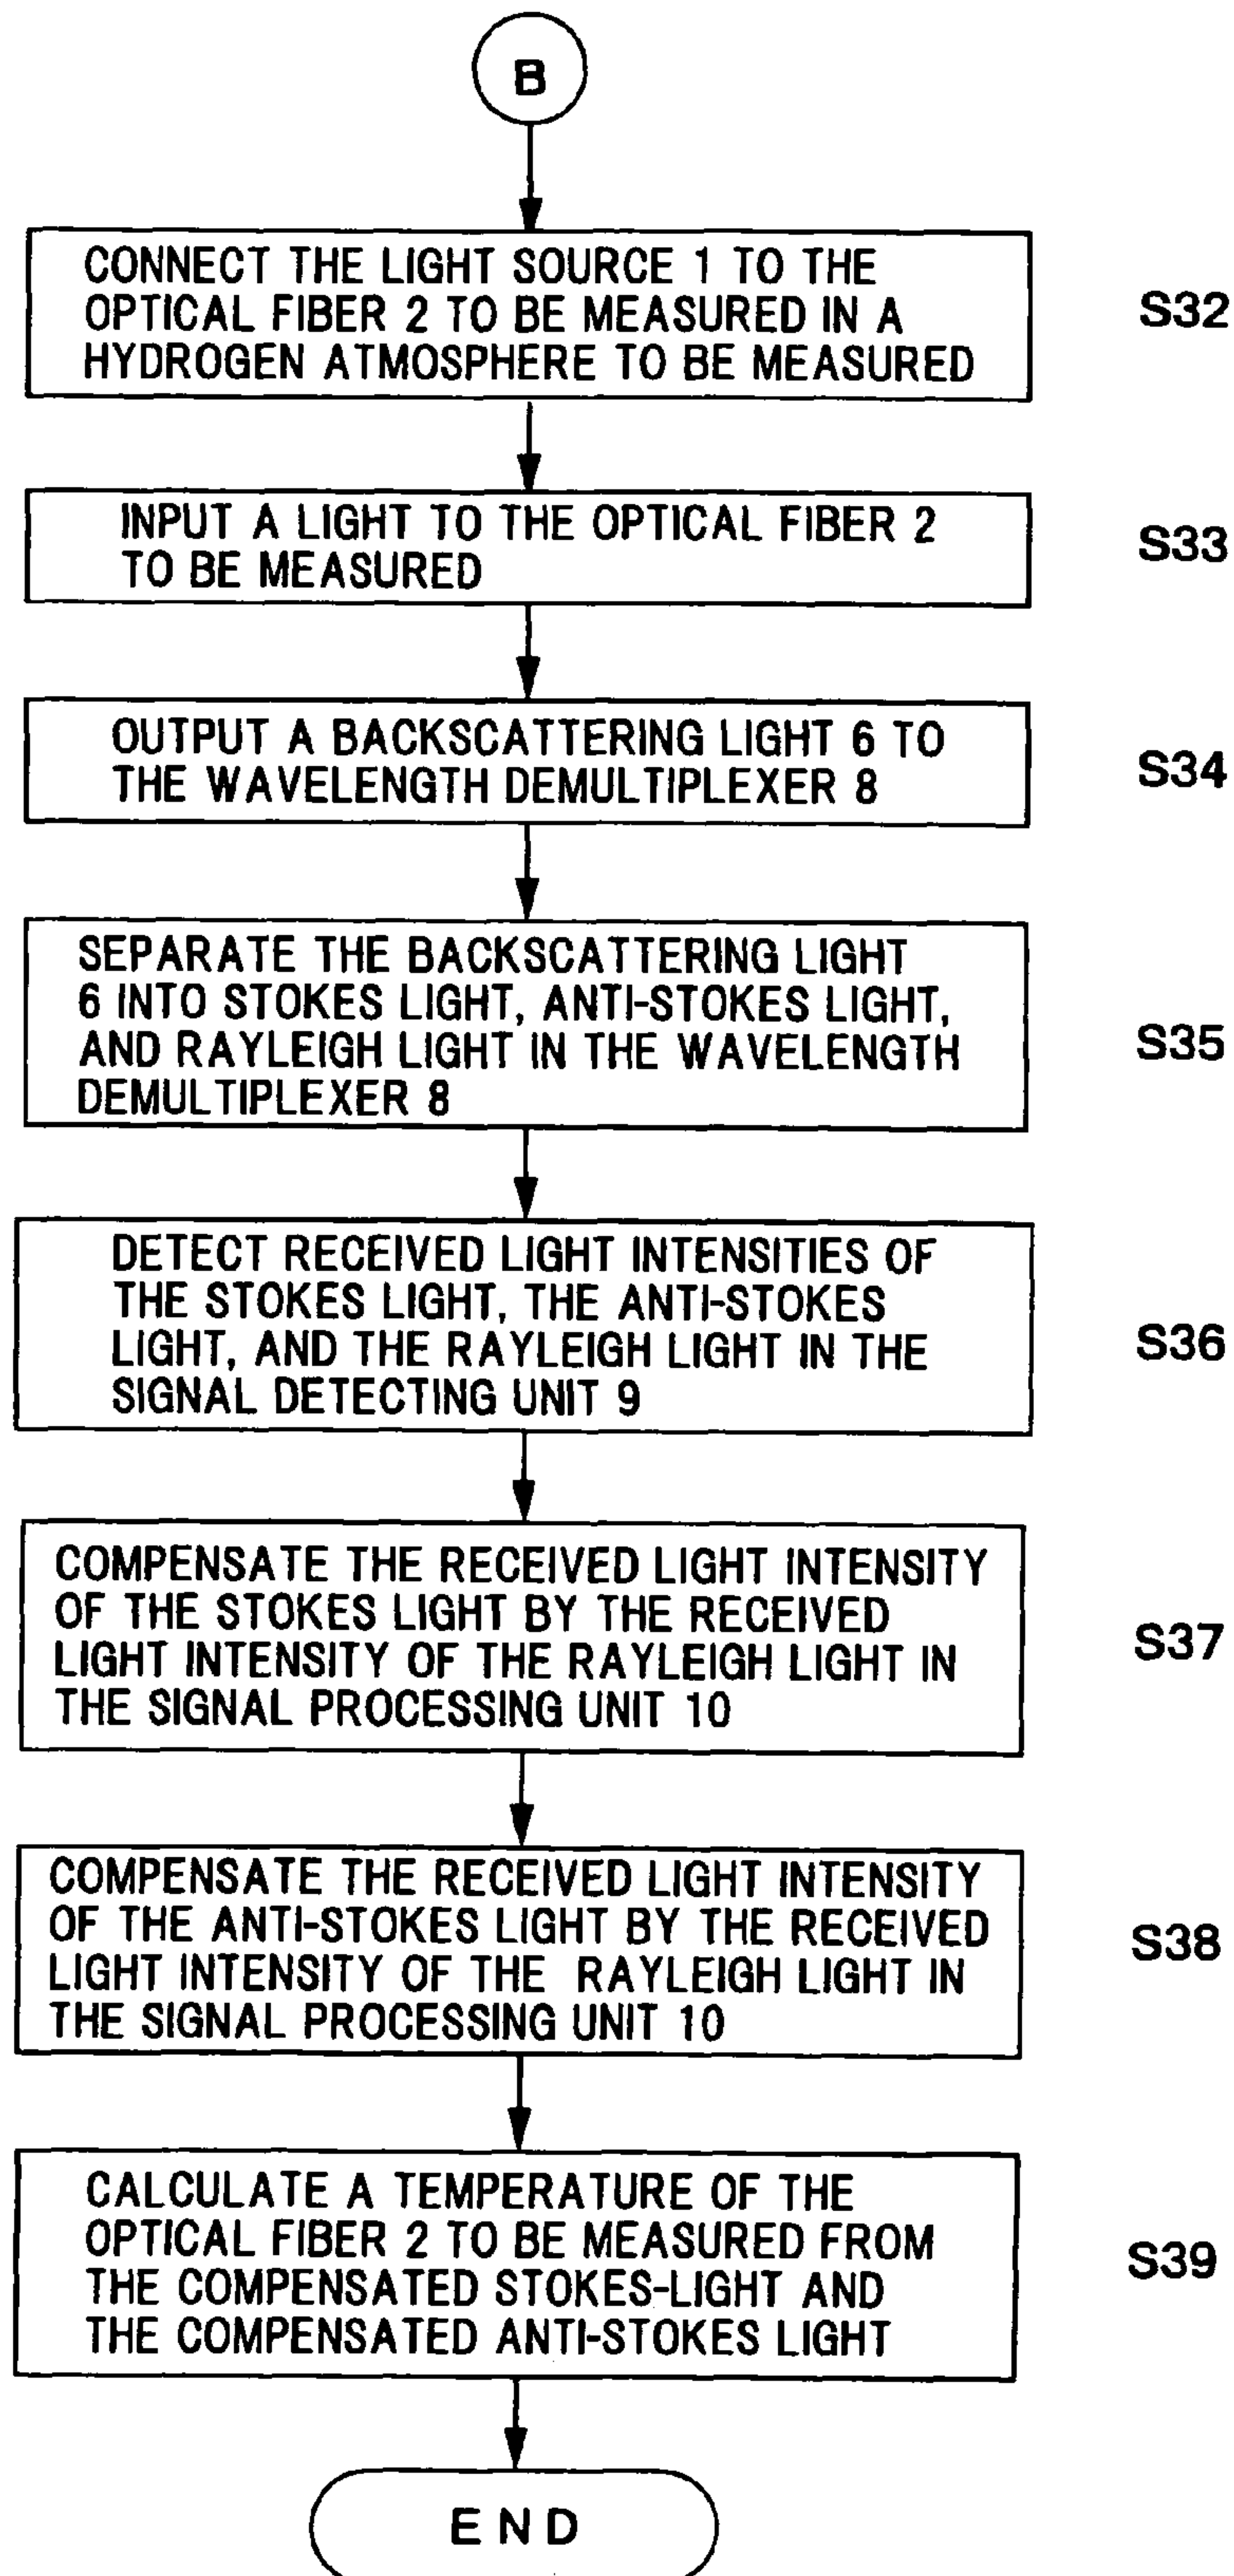 B
CONNECT THE LIGHT SOURCE 1 TO THE
OPTICAL FIBER 2 TO BE MEASURED IN A
HYDROGEN ATMOSPHERE TO BE MEASURED
S32
INPUT A LIGHT TO THE OPTICAL FIBER 2
TO BE MEASURED
S33
OUTPUT A BACKSCATTERING LIGHT 6 TO
THE WAVELENGTH DEMULTIPLEXER 8
S34
SEPARATE THE BACKSCATTERING LIGHT
6 INTO STOKES LIGHT, ANTI-STOKES LIGHT,
AND RAYLEIGH LIGHT IN THE WAVELENGTH
DEMULTIPLEXER 8
S35
DETECT RECEIVED LIGHT INTENSITIES OF
THE STOKES LIGHT, THE ANTI-STOKES
LIGHT, AND THE RAYLEIGH LIGHT IN THE
SIGNAL DETECTING UNIT 9
S36
COMPENSATE THE RECEIVED LIGHT INTENSITY
OF THE STOKES LIGHT BY THE RECEIVED
LIGHT INTENSITY OF THE RAYLEIGH LIGHT IN
THE SIGNAL PROCESSING UNIT 10
S37
COMPENSATE THE RECEIVED LIGHT INTENSITY
OF THE ANTI-STOKES LIGHT BY THE RECEIVED
LIGHT INTENSITY OF THE RAYLEIGH LIGHT IN
THE SIGNAL PROCESSING UNIT 10
S38
CALCULATE A TEMPERATURE OF THE
OPTICAL FIBER 2 TO BE MEASURED FROM
THE COMPENSATED STOKES-LIGHT AND
THE COMPENSATED ANTI-STOKES LIGHT
S39
END